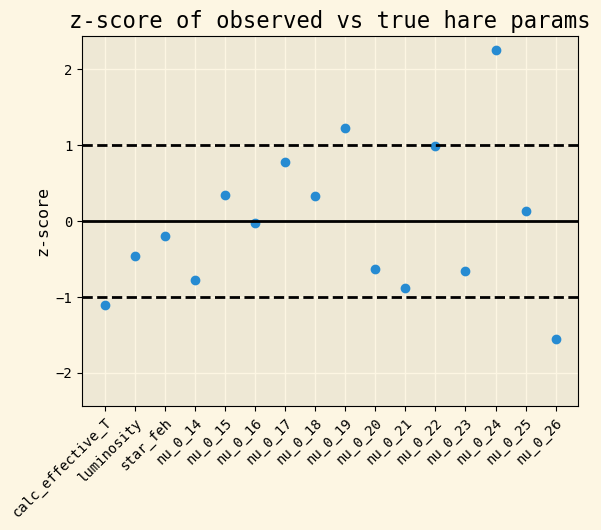 z-score of observed vs true hare params
z-score
2
1
0
−1
−2
calc_effective_T
luminosity
star_feh
nu_0_14
nu_0_15
nu_0_16
nu_0_17
nu_0_18
nu_0_19
nu_0_20
nu_0_21
nu_0_22
nu_0_23
nu_0_24
nu_0_25
nu_0_26